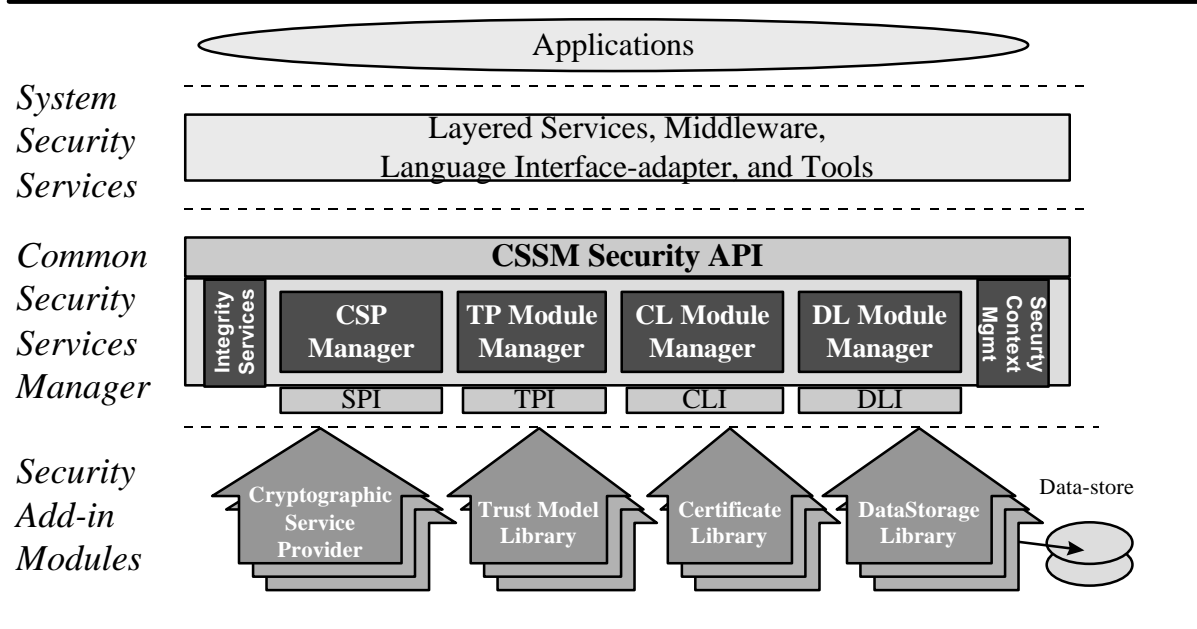 Applications
System
Security
Services
Layered Services, Middleware,
Language Interface-adapter, and Tools
Common
Security
Services
Manager
CSSM Security API
Integrity
Services
CSP
Manager
TP Module
Manager
CL Module
Manager
DL Module
Manager
Securty
Context
Mgmt
SPI
TPI
CLI
DLI
Security
Add-in
Modules
Cryptographic
Service
Provider
Trust Model
Library
Certificate
Library
DataStorage
Library
Data-store